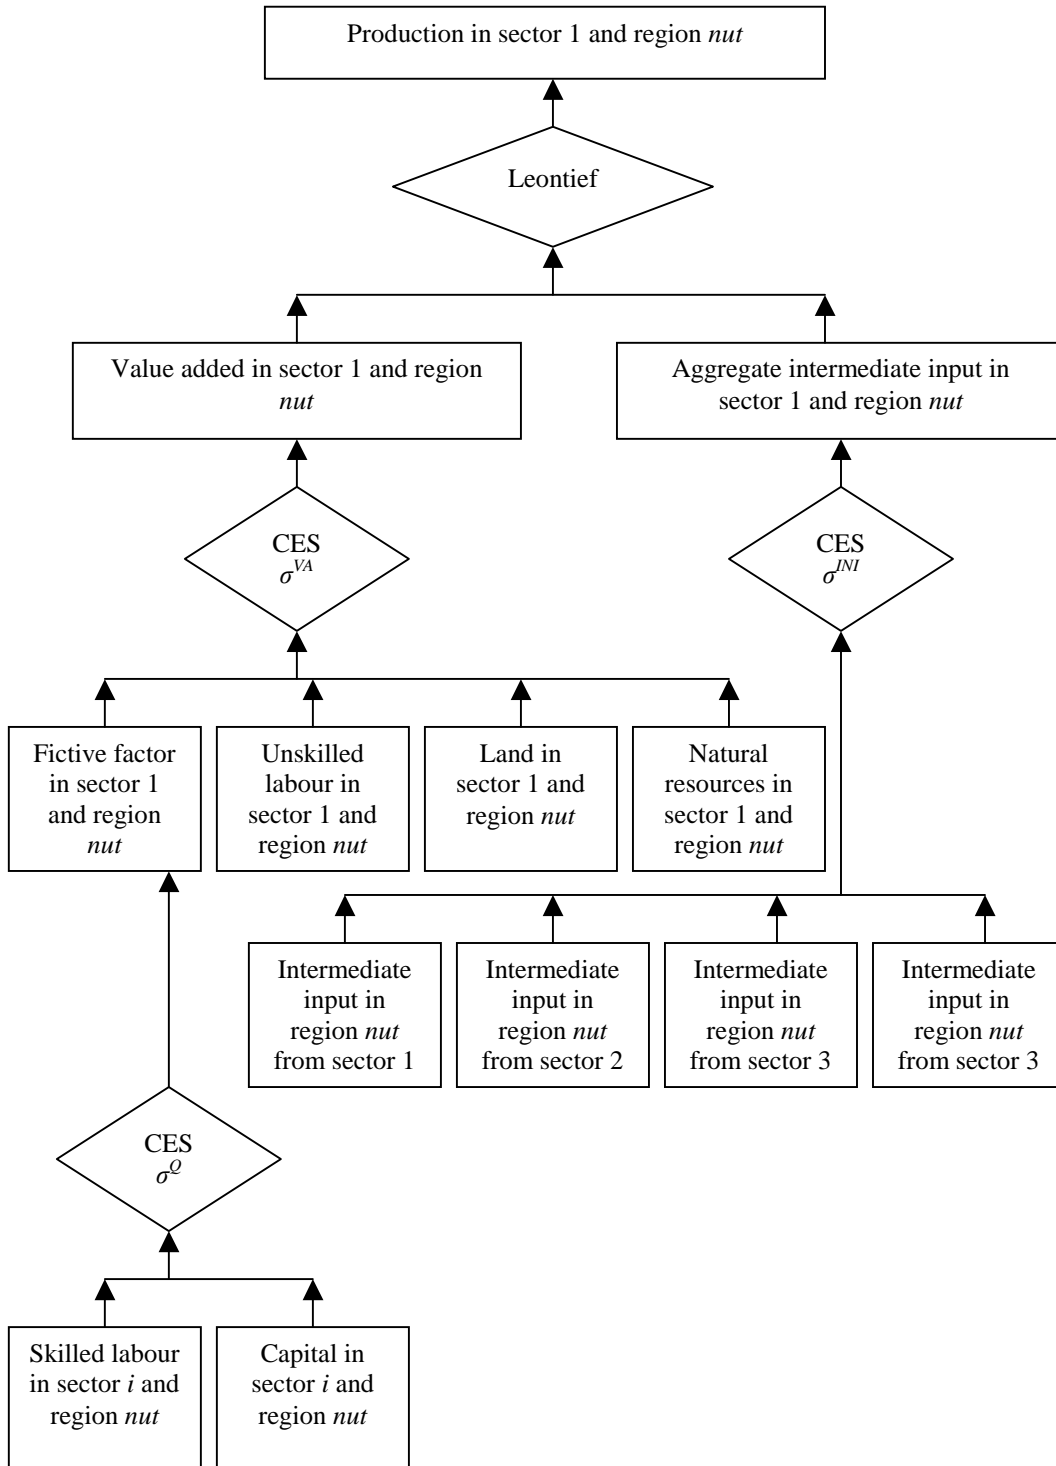 Production in sector 1 and region nut
Leontief
Value added in sector 1 and region
nut
Aggregate intermediate input in
sector 1 and region nut
CES
σ^VA
CES
σ^INI
Fictive factor
in sector 1
and region
nut
Unskilled
labour in
sector 1 and
region nut
Land in
sector 1 and
region nut
Natural
resources in
sector 1 and
region nut
Intermediate
input in
region nut
from sector 1
Intermediate
input in
region nut
from sector 2
Intermediate
input in
region nut
from sector 3
Intermediate
input in
region nut
from sector 3
CES
σ^Q
Skilled labour
in sector i and
region nut
Capital in
sector i and
region nut